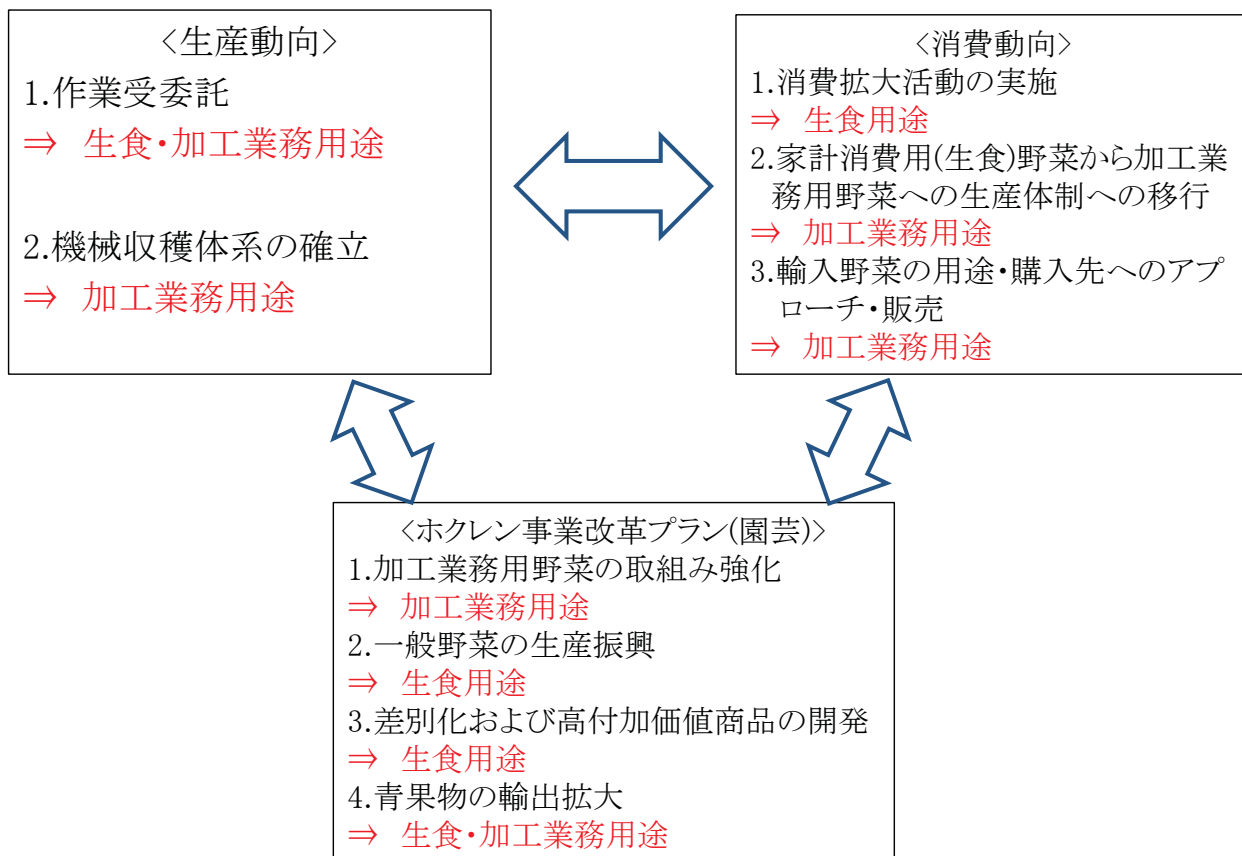 <生産動向>
1.作業受委託
⇒ 生食・加工業務用途
2.機械収穫体系の確立
⇒ 加工業務用途
<消費動向>
1.消費拡大活動の実施
⇒ 生食用途
2.家計消費用(生食)野菜から加工業
務用野菜への生産体制への移行
⇒ 加工業務用途
3.輸入野菜の用途・購入先へのアプ
ローチ・販売
⇒ 加工業務用途
<ホクレン事業改革プラン(園芸)>
1.加工業務用野菜の取組み強化
⇒ 加工業務用途
2.一般野菜の生産振興
⇒ 生食用途
3.差別化および高付加価値商品の開発
⇒ 生食用途
4.青果物の輸出拡大
⇒ 生食・加工業務用途